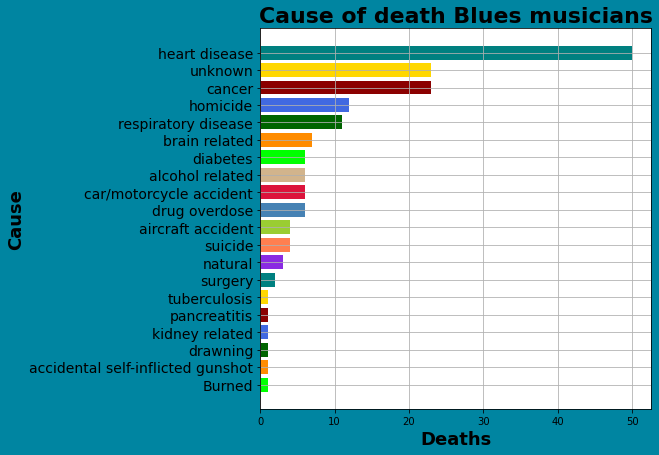 Cause of death Blues musicians
heart disease
unknown
cancer
homicide
respiratory disease
brain related
diabetes
alcohol related
car/motorcycle accident
drug overdose
aircraft accident
suicide
natural
surgery
tuberculosis
pancreatitis
kidney related
drawning
accidental self-inflicted gunshot
Burned
Cause
0 10 20 30 40 50
Deaths